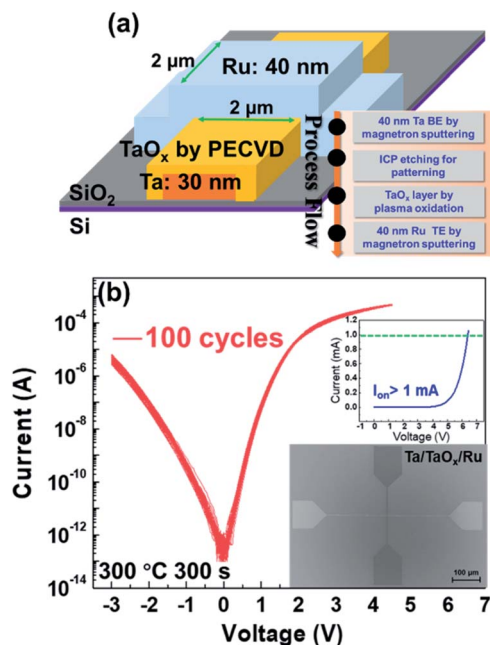 (a)
2 μm
Ru: 40 nm
2 μm
TaOx by PECVD
Ta: 30 nm
SiO2
Si
Process Flow
40 nm Ta BE by
magnetron sputtering
ICP etching for
patterning
TaOx layer by
plasma oxidation
40 nm Ru TE by
magnetron sputtering
(b)
100 cycles
Current (A)
10-4
10-6
10-8
10-10
10-12
10-14
300 °C 300 s
-3 -2 -1 0 1 2 3 4 5 6 7
Voltage (V)
Current (mA)
1.2
1.0
0.8
0.6
0.4
0.2
0.0
Ion> 1 mA
-1 0 1 2 3 4 5 6 7
Voltage (V)
Ta/TaOx/Ru
100 μm